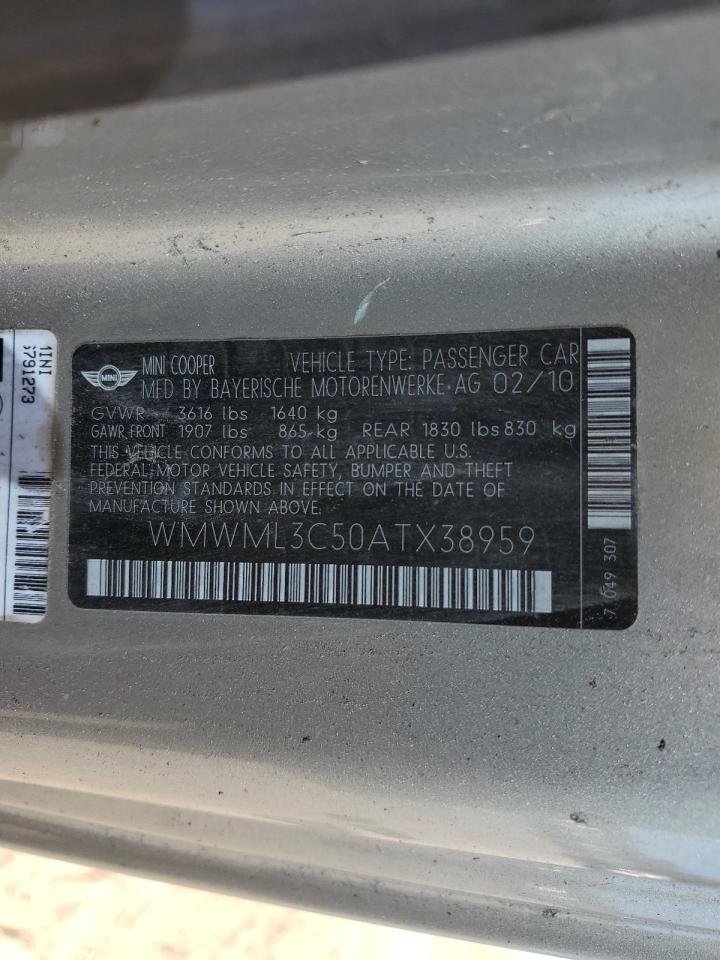 MINI
MINI COOPER VEHICLE TYPE: PASSENGER CAR
MFD BY BAYERISCHE MOTORENWERKE AG 02/10
GVWR 3616 lbs 1640 kg
GAWR FRONT 1907 lbs 865 kg REAR 1830 lbs 830 kg
THIS VEHICLE CONFORMS TO ALL APPLICABLE U.S.
FEDERAL MOTOR VEHICLE SAFETY, BUMPER AND THEFT
PREVENTION STANDARDS IN EFFECT ON THE DATE OF
MANUFACTURE SHOWN ABOVE.
WMWML3C50ATX38959
7 049 307
6791273